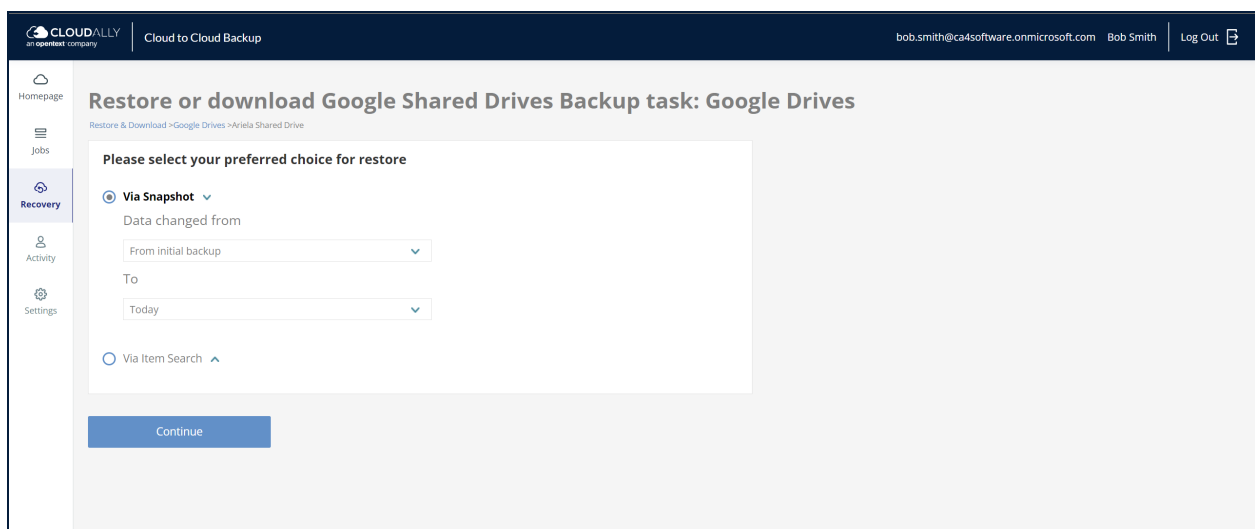 CLOUDALLY
an opentext company
Cloud to Cloud Backup
bob.smith@ca4software.onmicrosoft.com Bob Smith Log Out
Homepage
Jobs
Recovery
Activity
Settings
Restore or download Google Shared Drives Backup task: Google Drives
Restore & Download >Google Drives >Ariela Shared Drive
Please select your preferred choice for restore
Via Snapshot
Data changed from
From initial backup
To
Today
Via Item Search
Continue